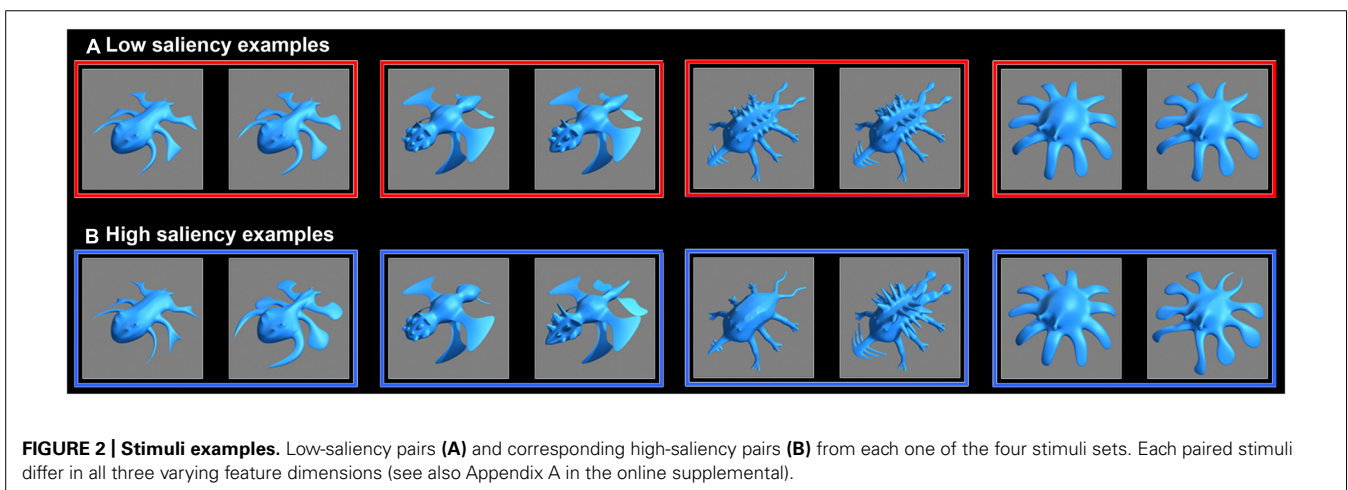 A Low saliency examples
B High saliency examples
FIGURE 2 | Stimuli examples. Low-saliency pairs (A) and corresponding high-saliency pairs (B) from each one of the four stimuli sets. Each paired stimuli
differ in all three varying feature dimensions (see also Appendix A in the online supplemental).